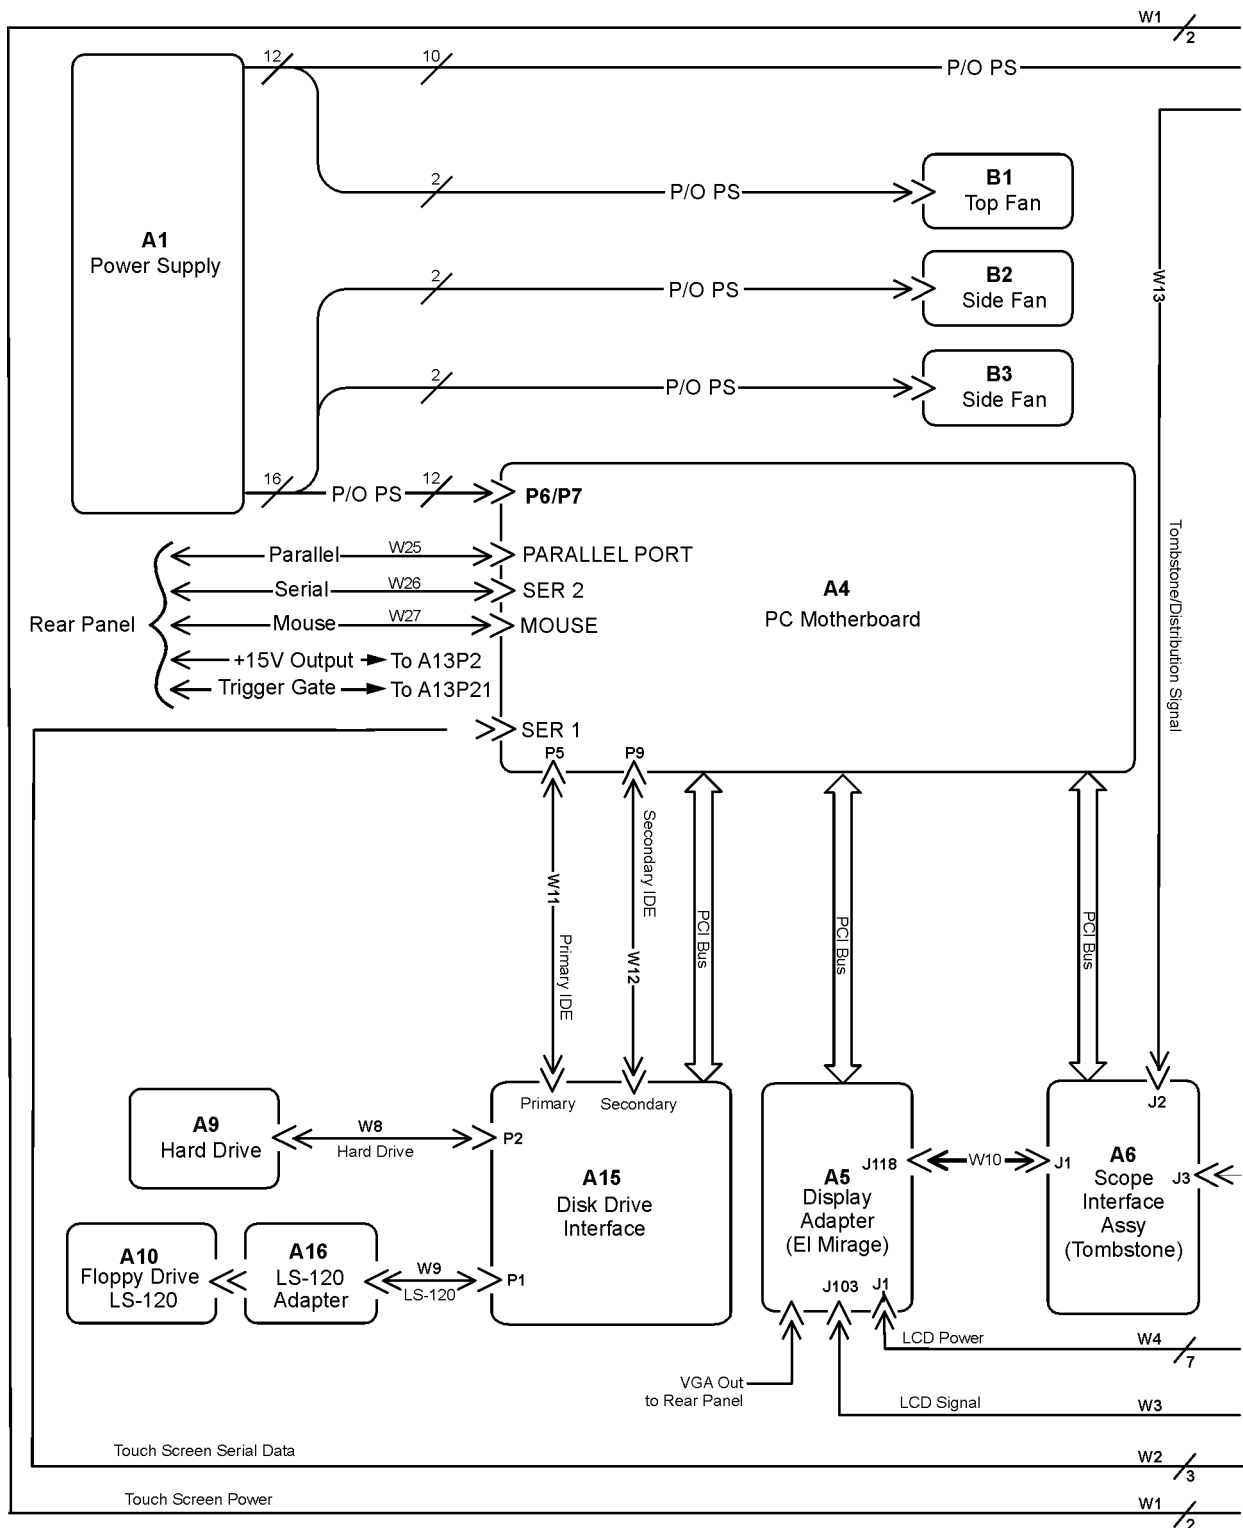 W1
2
12
10
P/O PS
A1
Power Supply
2
P/O PS
B1
Top Fan
2
P/O PS
B2
Side Fan
W13
2
P/O PS
B3
Side Fan
16
P/O PS
12
P6/P7
Rear Panel
Parallel
W25
PARALLEL PORT
Serial
W26
SER 2
Mouse
W27
MOUSE
+15V Output
To A13P2
Trigger Gate
To A13P21
SER 1
A4
PC Motherboard
Tombstone/Distribution Signal
P5
P9
W11
Primary IDE
Secondary IDE
W12
PCI Bus
PCI Bus
PCI Bus
A9
Hard Drive
W8
Hard Drive
P2
Primary
Secondary
A15
Disk Drive
Interface
A10
Floppy Drive
LS-120
A16
LS-120
Adapter
W9
LS-120
P1
J118
A5
Display
Adapter
(El Mirage)
J103
J1
W10
J1
J2
A6
Scope
Interface
Assy
(Tombstone)
J3
LCD Power
W4
7
VGA Out
to Rear Panel
LCD Signal
W3
Touch Screen Serial Data
W2
3
Touch Screen Power
W1
2